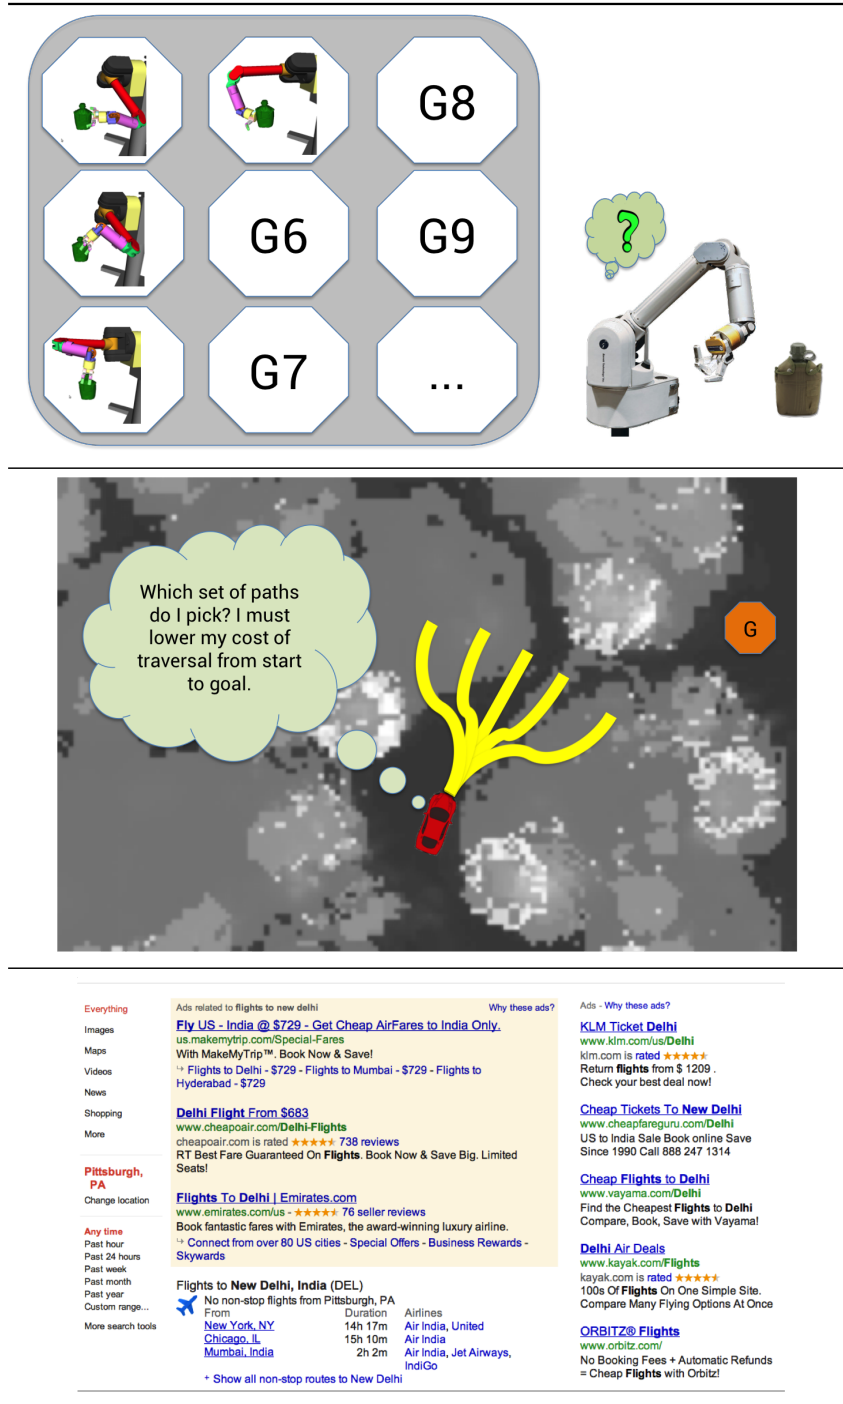 G8
G6
G9
G7
...
?
Which set of paths
do I pick? I must
lower my cost of
traversal from start
to goal.
G
Everything
Images
Maps
Videos
News
Shopping
More
Pittsburgh,
PA
Change location
Any time
Past hour
Past 24 hours
Past week
Past month
Past year
Custom range...
More search tools
Ads related to flights to new delhi
Why these ads?
Fly US - India @ $729 - Get Cheap AirFares to India Only.
us.makemytrip.com/Special-Fares
With MakeMyTrip™. Book Now & Save!
Flights to Delhi - $729 - Flights to Mumbai - $729 - Flights to
Hyderabad - $729
Delhi Flight From $683
www.cheapoair.com/Delhi-Flights
cheapoair.com is rated 738 reviews
RT Best Fare Guaranteed On Flights. Book Now & Save Big. Limited
Seats!
Flights To Delhi | Emirates.com
www.emirates.com/us - 76 seller reviews
Book fantastic fares with Emirates, the award-winning luxury airline.
Connect from over 80 US cities - Special Offers - Business Rewards -
Skywards
Flights to New Delhi, India (DEL)
No non-stop flights from Pittsburgh, PA
From Duration Airlines
New York, NY 14h 17m Air India, United
Chicago, IL 15h 10m Air India
Mumbai, India 2h 2m Air India, Jet Airways,
IndiGo
+ Show all non-stop routes to New Delhi
Ads - Why these ads?
KLM Ticket Delhi
www.klm.com/us/Delhi
klm.com is rated
Return flights from $ 1209 .
Check your best deal now!
Cheap Tickets To New Delhi
www.cheapfareguru.com/Delhi
US to India Sale Book online Save
Since 1990 Call 888 247 1314
Cheap Flights to Delhi
www.vayama.com/Delhi
Find the Cheapest Flights to Delhi
Compare, Book, Save with Vayama!
Delhi Air Deals
www.kayak.com/Flights
kayak.com is rated
100s Of Flights On One Simple Site.
Compare Many Flying Options At Once
ORBITZ® Flights
www.orbitz.com/
No Booking Fees + Automatic Refunds
= Cheap Flights with Orbitz!